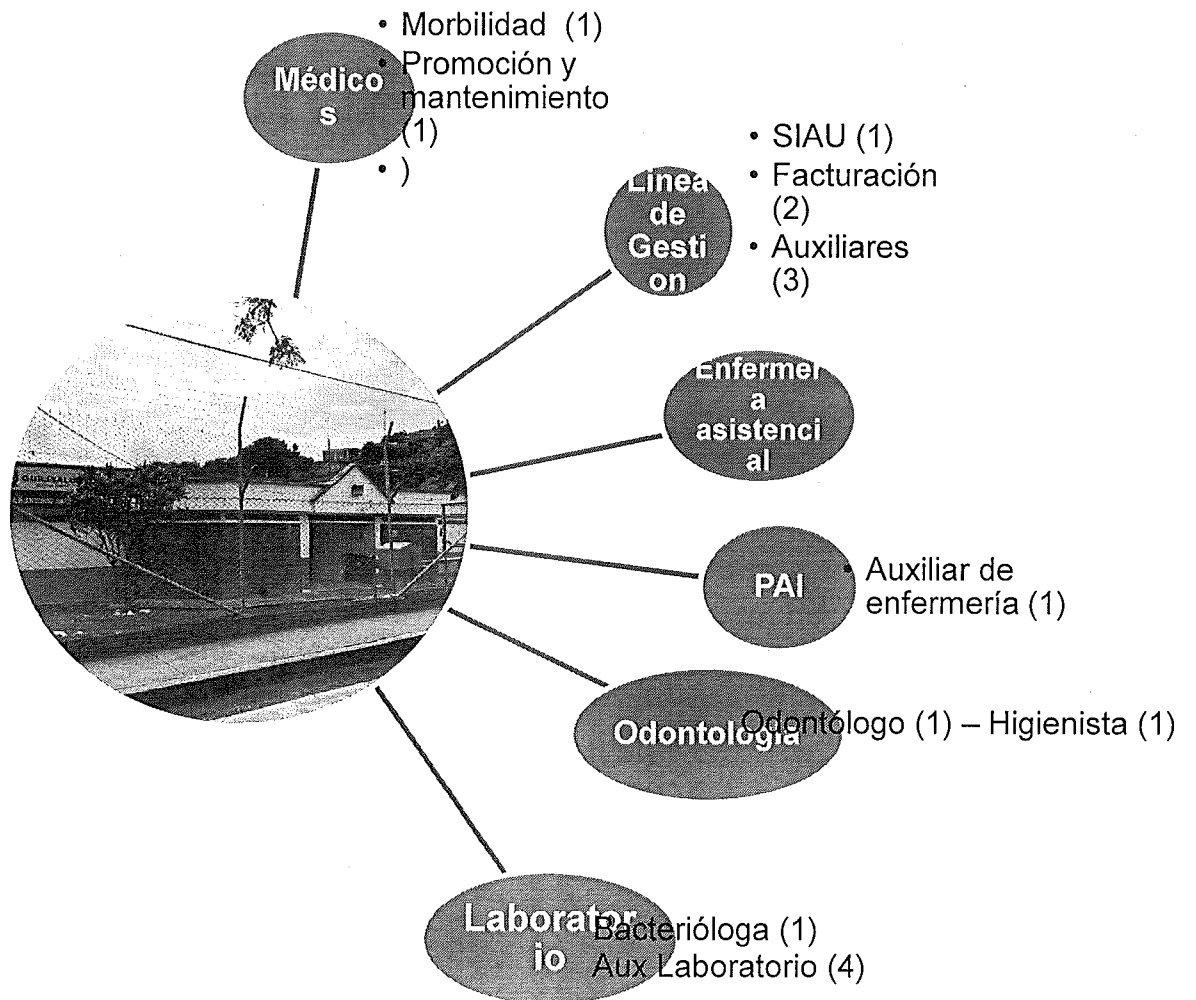 Médico
s
• Morbilidad (1)
• Promoción y
mantenimiento
(1)
• )
Linea
de
Gesti
on
• SIAU (1)
• Facturación
(2)
• Auxiliares
(3)
Enfermer
a
asistenci
al
PAI
• Auxiliar de
enfermería (1)
Odontología
Odontólogo (1) – Higienista (1)
Laborator
io
Bacterióloga (1)
Aux Laboratorio (4)